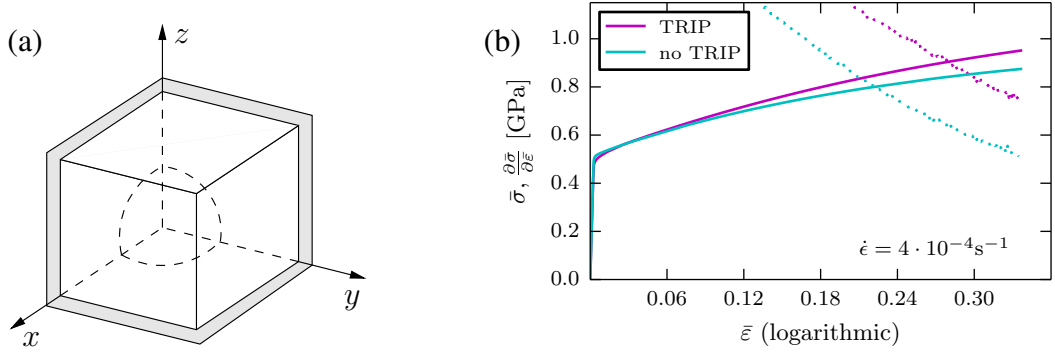 (a)
z
x
y
(b)
TRIP
no TRIP
σ̄, ∂σ̄/∂ε̄ [GPa]
1.0
0.8
0.6
0.4
0.2
0.0
ε̇ = 4 · 10⁻⁴s⁻¹
0.06 0.12 0.18 0.24 0.30
ε̄ (logarithmic)